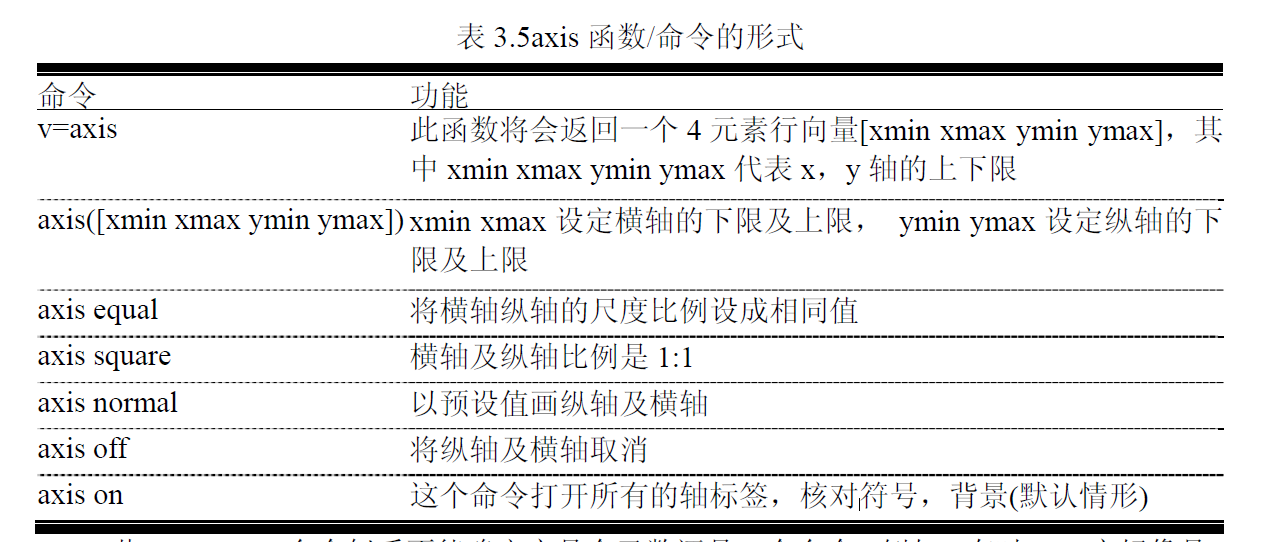 表 3.5axis 函数/命令的形式
命令 功能
v=axis 此函数将会返回一个 4 元素行向量[xmin xmax ymin ymax]，其
中 xmin xmax ymin ymax 代表 x，y 轴的上下限
axis([xmin xmax ymin ymax]) xmin xmax 设定横轴的下限及上限， ymin ymax 设定纵轴的下
限及上限
axis equal 将横轴纵轴的尺度比例设成相同值
axis square 横轴及纵轴比例是 1:1
axis normal 以预设值画纵轴及横轴
axis off 将纵轴及横轴取消
axis on 这个命令打开所有的轴标签，核对符号，背景(默认情形)